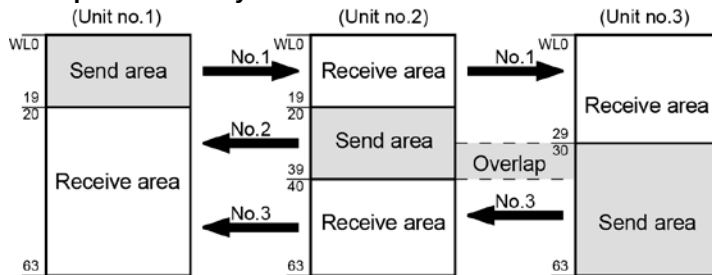 (Unit no.1) (Unit no.2) (Unit no.3)
WL0 WL0 WL0
Send area No.1 Receive area No.1 Receive area
19 19
20 20
No.2 Send area
29
30
Receive area Overlap
39
40
No.3 Receive area No.3 Send area
63 63 63